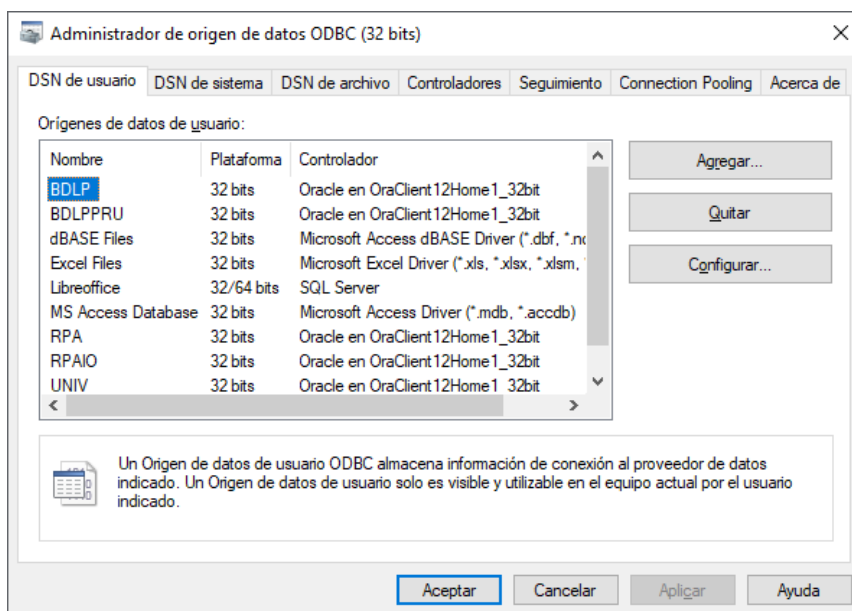 Administrador de origen de datos ODBC (32 bits)
DSN de usuario DSN de sistema DSN de archivo Controladores Seguimiento Connection Pooling Acerca de
Orígenes de datos de usuario:
Nombre Plataforma Controlador
BDLP 32 bits Oracle en OraClient12Home1_32bit
BDLPPRU 32 bits Oracle en OraClient12Home1_32bit
dBASE Files 32 bits Microsoft Access dBASE Driver (*.dbf, *.nd
Excel Files 32 bits Microsoft Excel Driver (*.xls, *.xlsx, *.xlsm,
Libreoffice 32/64 bits SQL Server
MS Access Database 32 bits Microsoft Access Driver (*.mdb, *.accdb)
RPA 32 bits Oracle en OraClient12Home1_32bit
RPAIO 32 bits Oracle en OraClient12Home1_32bit
UNIV 32 bits Oracle en OraClient12Home1_32bit
Agregar...
Quitar
Configurar...
Un Origen de datos de usuario ODBC almacena información de conexión al proveedor de datos
indicado. Un Origen de datos de usuario solo es visible y utilizable en el equipo actual por el usuario
indicado.
Aceptar Cancelar Aplicar Ayuda